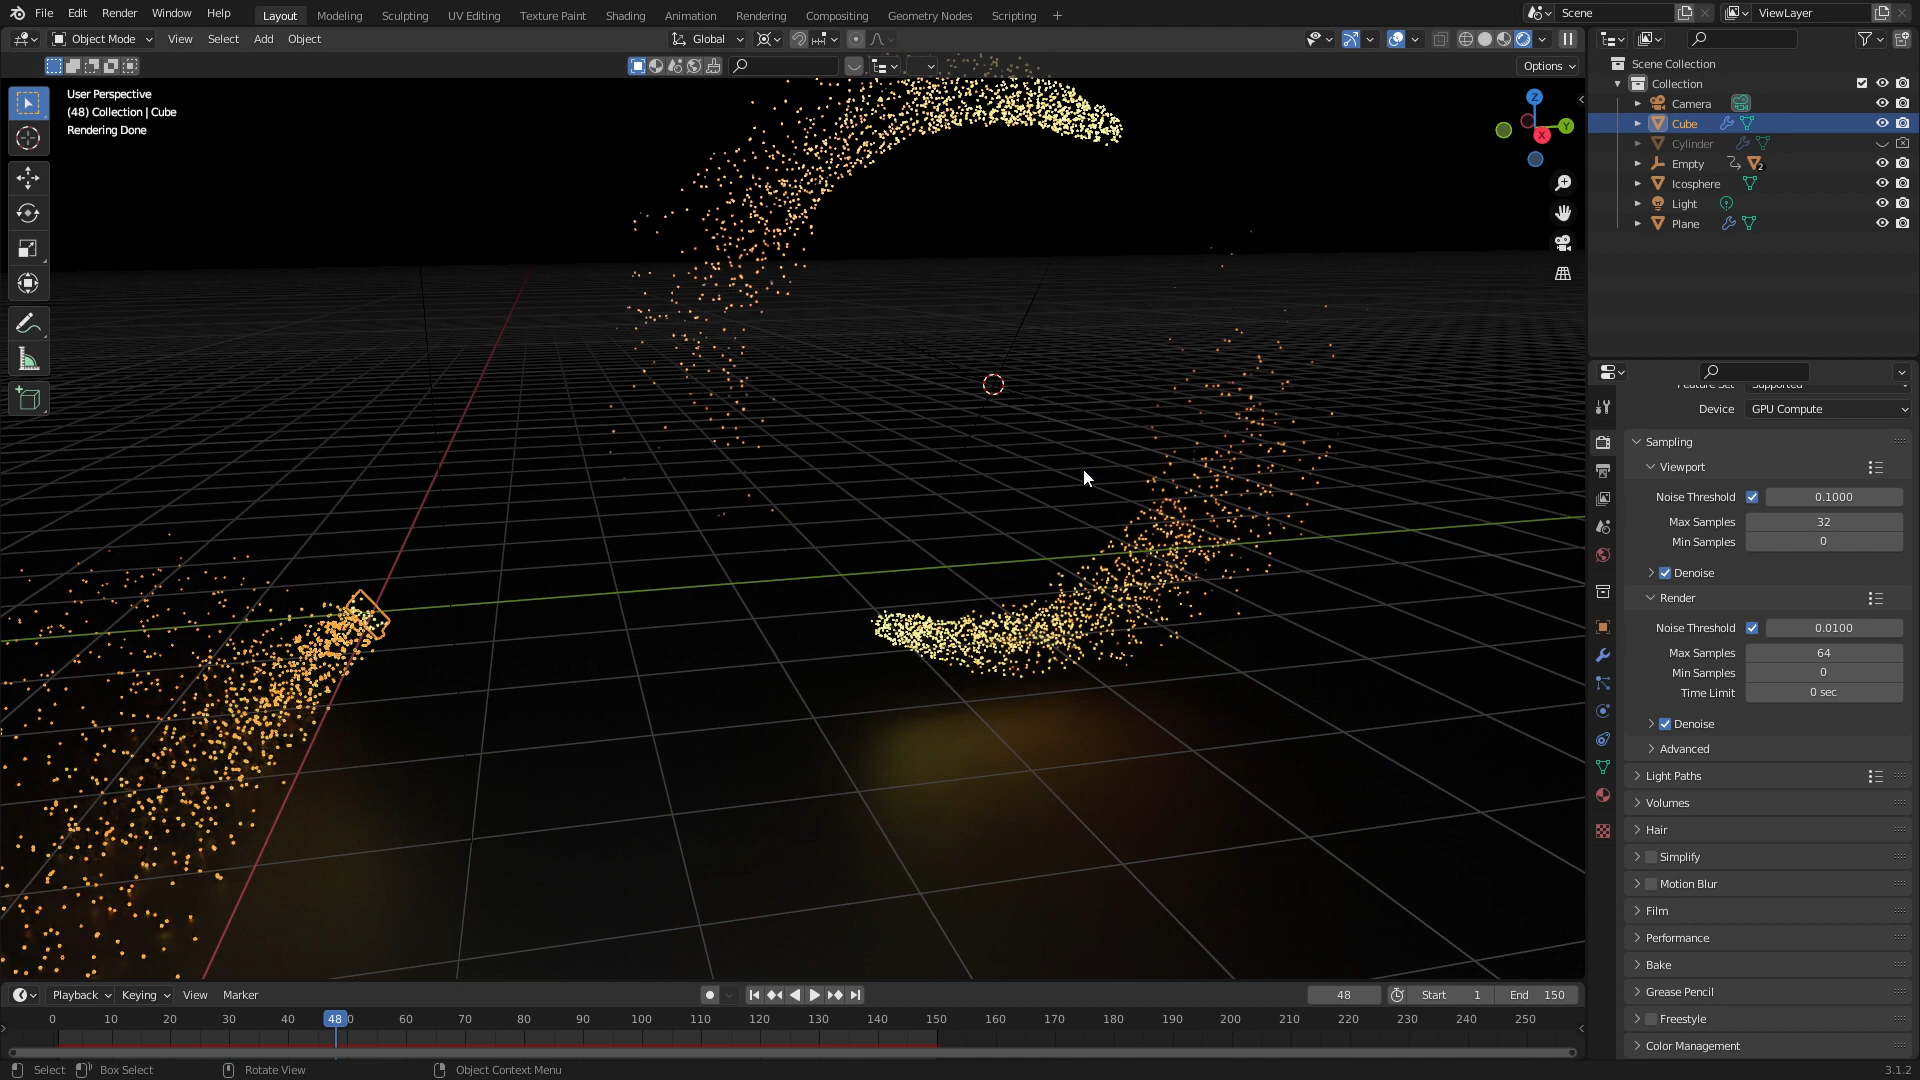 File Edit Render Window Help Layout Modeling Sculpting UV Editing Texture Paint Shading Animation Rendering Compositing Geometry Nodes Scripting + Scene ViewLayer
Object Mode View Select Add Object Global
Options
User Perspective
(48) Collection | Cube
Rendering Done
Z
Y
X
Scene Collection
Collection
Camera
Cube
Cylinder
Empty 2
Icosphere
Light
Plane
Feature Set Supported
Device GPU Compute
Sampling
Viewport
Noise Threshold 0.1000
Max Samples 32
Min Samples 0
Denoise
Render
Noise Threshold 0.0100
Max Samples 64
Min Samples 0
Time Limit 0 sec
Denoise
Advanced
Light Paths
Volumes
Hair
Simplify
Motion Blur
Film
Performance
Bake
Grease Pencil
Freestyle
Color Management
Playback Keying View Marker 48 Start 1 End 150
0 10 20 30 40 48 0 60 70 80 90 100 110 120 130 140 150 160 170 180 190 200 210 220 230 240 250
Select Box Select Rotate View Object Context Menu 3.1.2